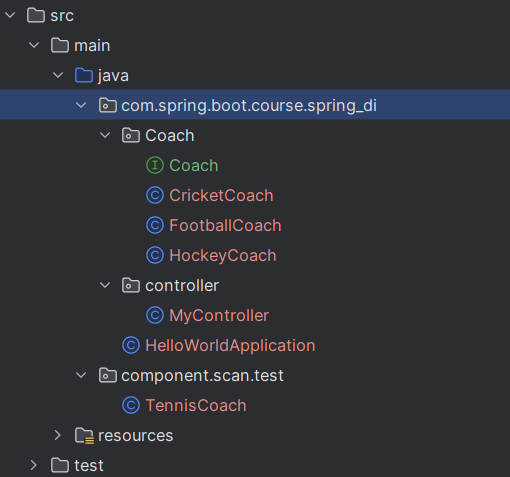 src
main
java
com.spring.boot.course.spring_di
Coach
I Coach
C CricketCoach
C FootballCoach
C HockeyCoach
controller
C MyController
C HelloWorldApplication
component.scan.test
C TennisCoach
resources
test